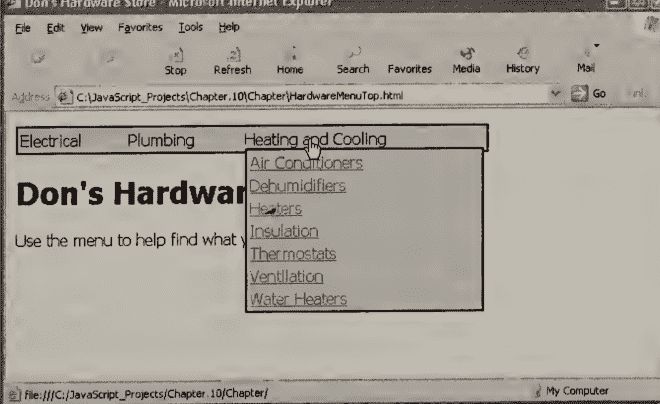 Don's Hardware Store - Microsoft Internet Explorer
File Edit View Favorites Tools Help
Stop Refresh Home Search Favorites Media History Mail
Address C:\JavaScript_Projects\Chapter.10\Chapter\HardwareMenuTop.html Go
Electrical Plumbing Heating and Cooling
Air Conditioners
Dehumidifiers
Don's Hardwar
Heaters
Insulation
Use the menu to help find what y
Thermostats
Ventilation
Water Heaters
file:///C:/JavaScript_Projects/Chapter.10/Chapter/ My Computer